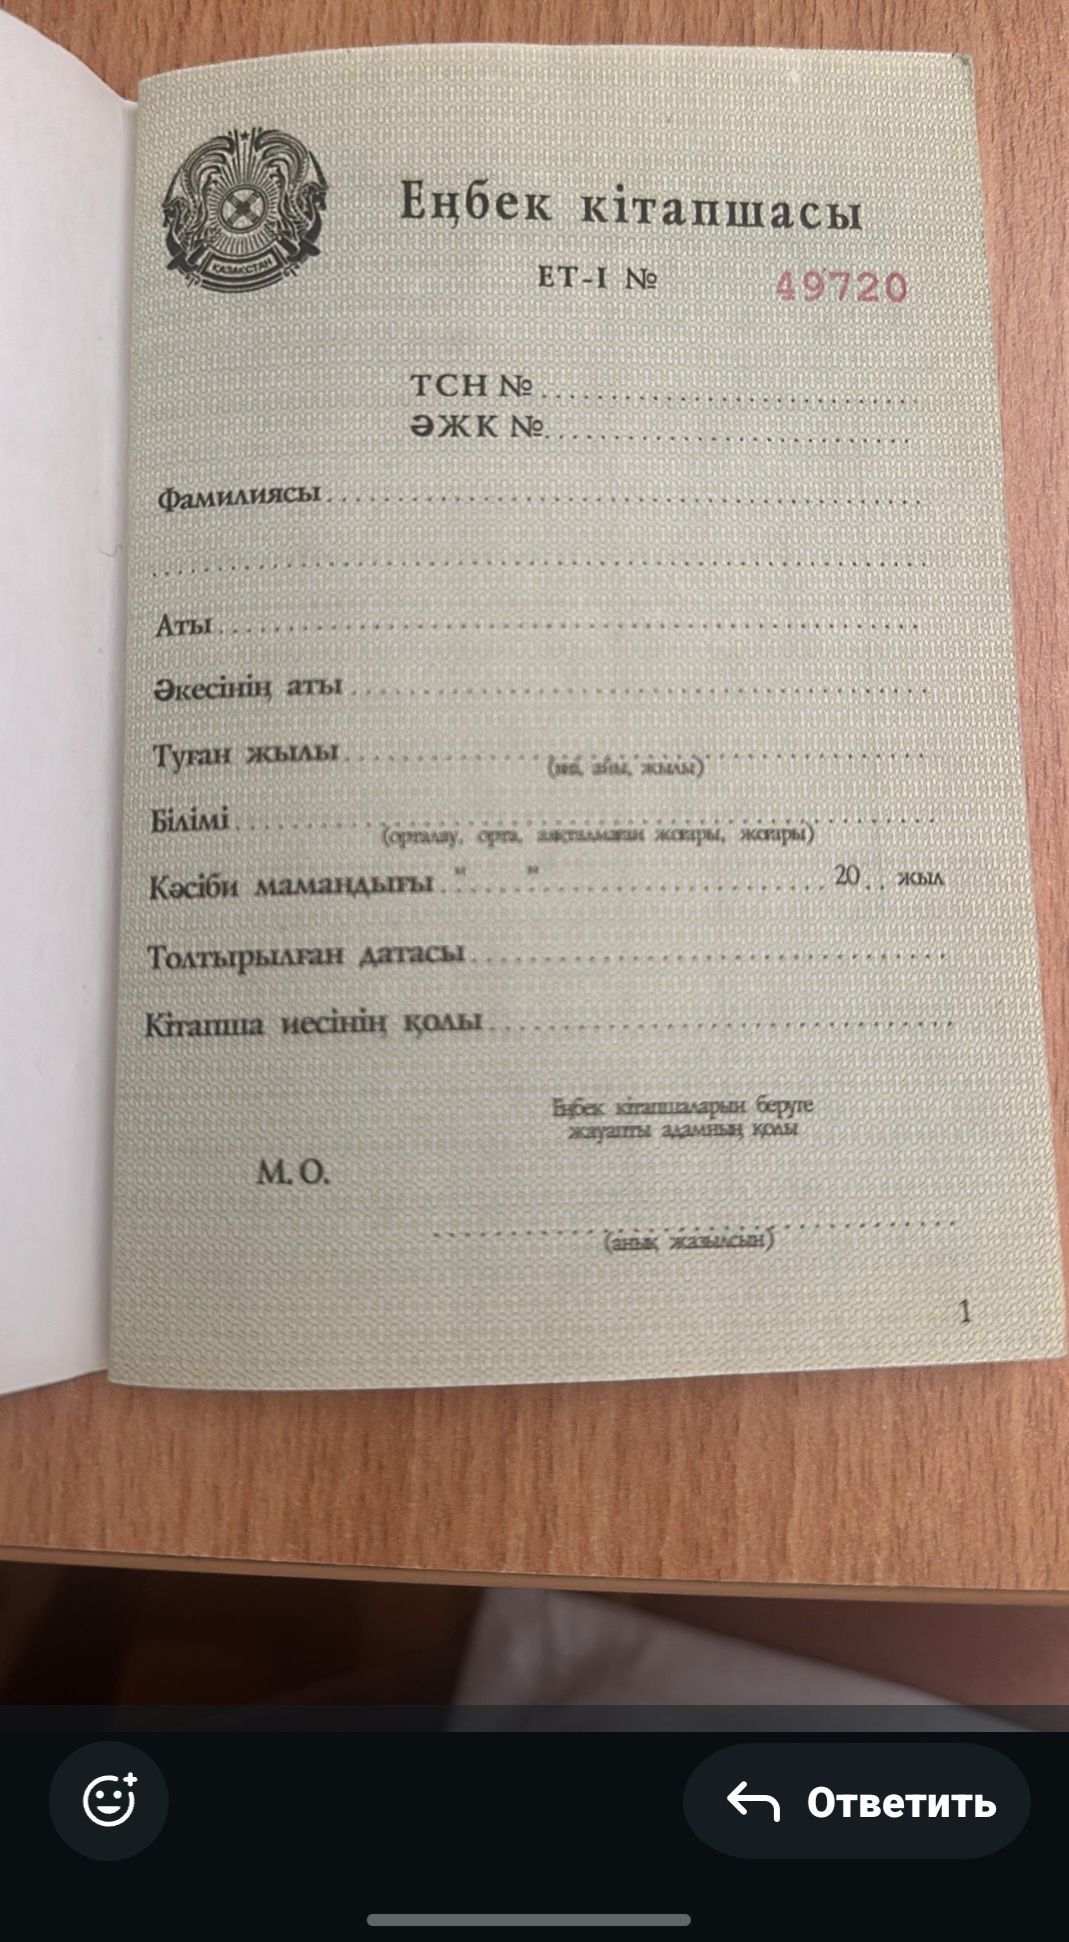 ҚАЗАҚСТАН
Еңбек кітапшасы
ЕТ-І № 49720
ТСН №
ӘЖК №
Фамилиясы
Аты
Әкесінің аты
Туған жылы
(күні, айы, жылы)
Білімі
(орталау, орта, аяқталмаған жоғары, жоғары)
Кәсіби мамандығы " " 20 жыл
Толтырылған датасы
Кітапша иесінің қолы
Еңбек кітапшаларын беруге
жауапты адамның қолы
М. О.
(анық жазылсын)
1
Ответить